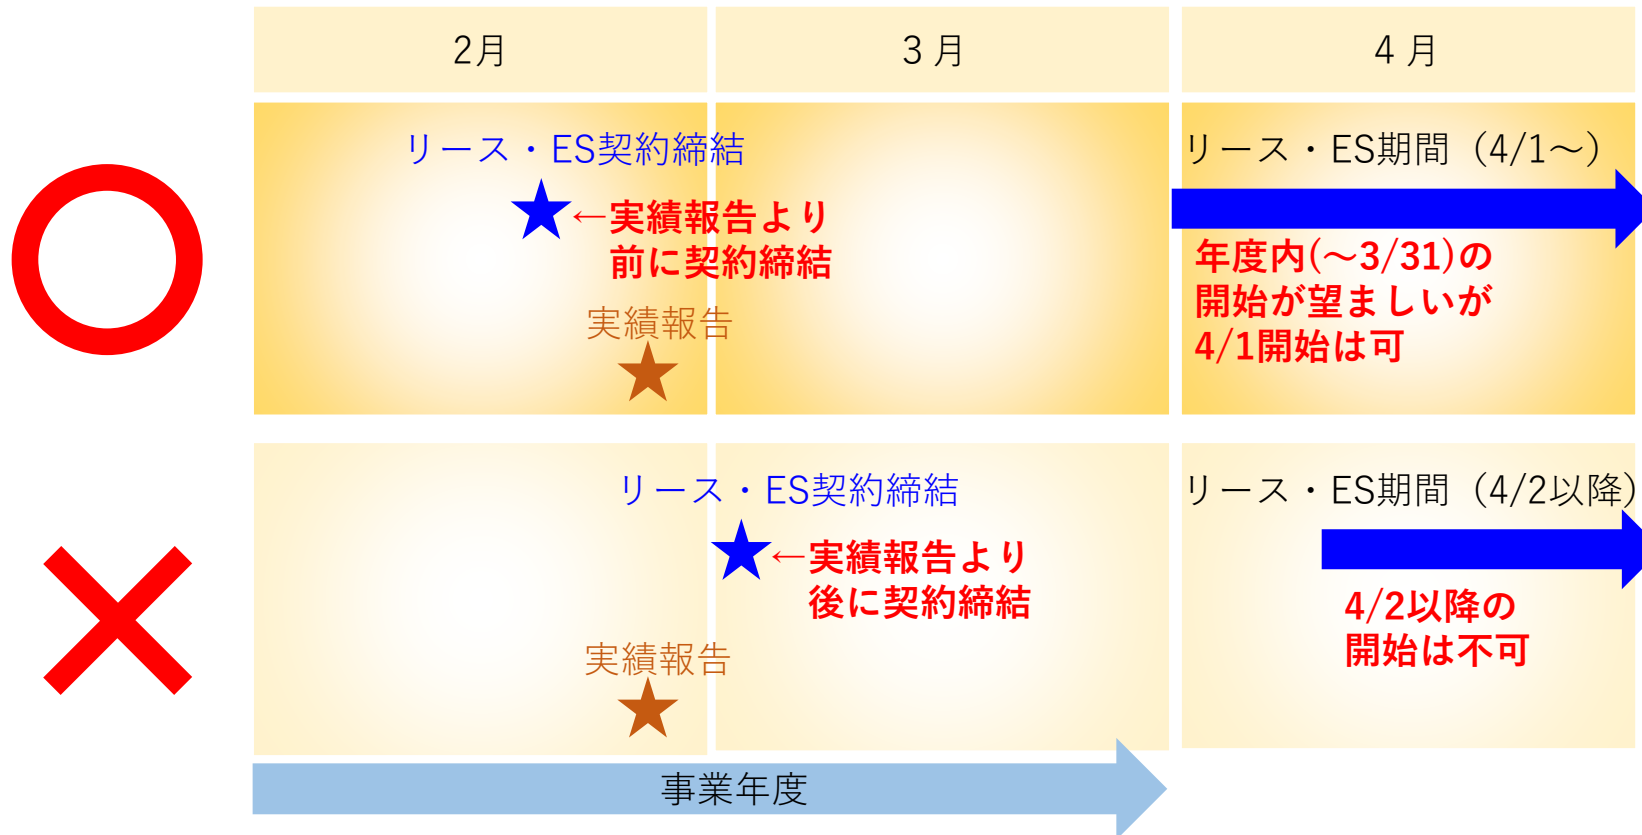 2月
3月
4月
リース・ES契約締結
←実績報告より
前に契約締結
実績報告
リース・ES期間（4/1～）
年度内(～3/31)の
開始が望ましいが
4/1開始は可
リース・ES契約締結
←実績報告より
後に契約締結
実績報告
リース・ES期間（4/2以降）
4/2以降の
開始は不可
事業年度